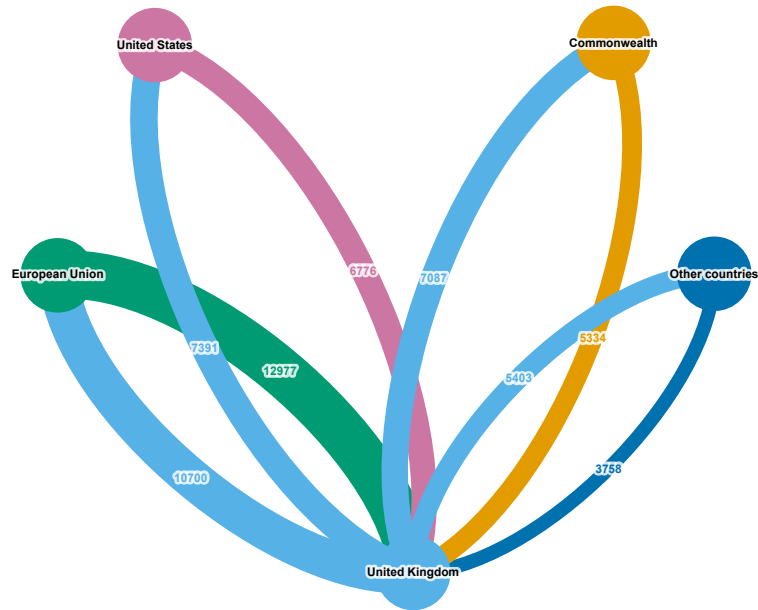 United States
Commonwealth
European Union
6776
Other countries
7087
7391
5334
12977
5403
10700
3758
United Kingdom